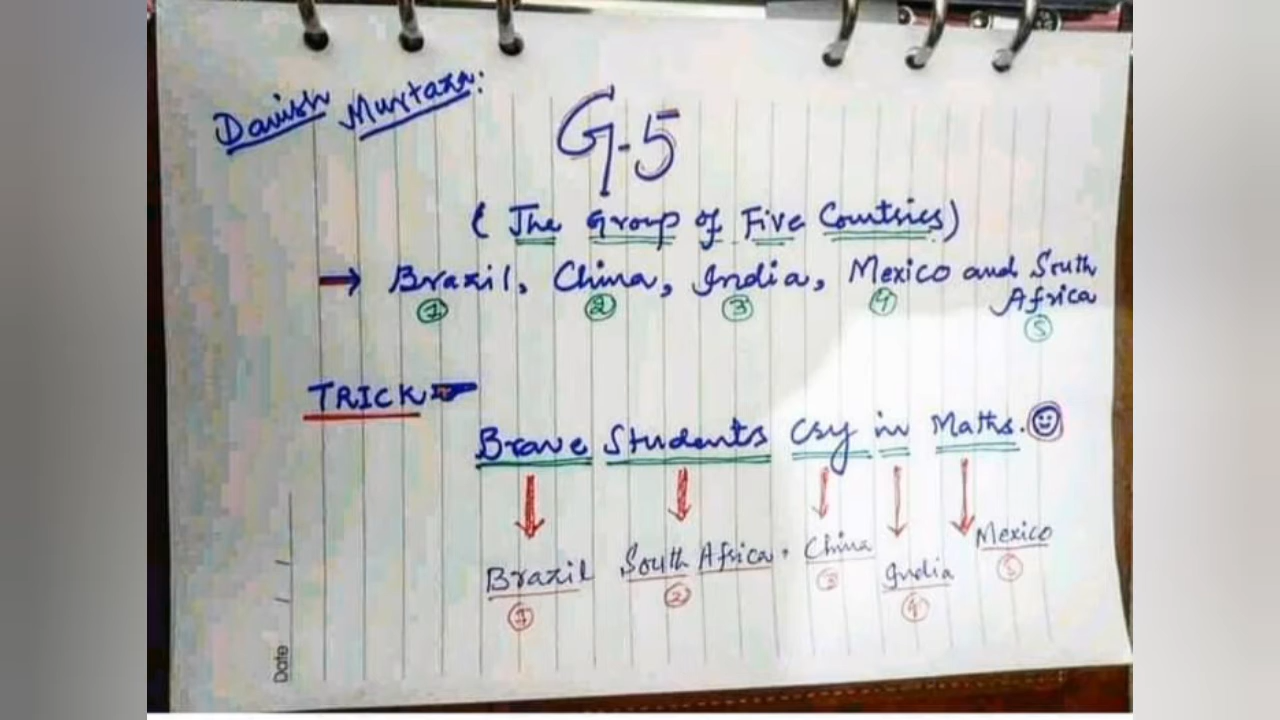 Danish Murtaza:
G-5
( The Group of Five Countries)
→ Brazil, China, India, Mexico and South Africa
① ② ③ ④ ⑤
TRICK
Brave Students Cry in Maths. ☺
Brazil South Africa. China India Mexico
① ② ③ ④ ⑤
Date / /